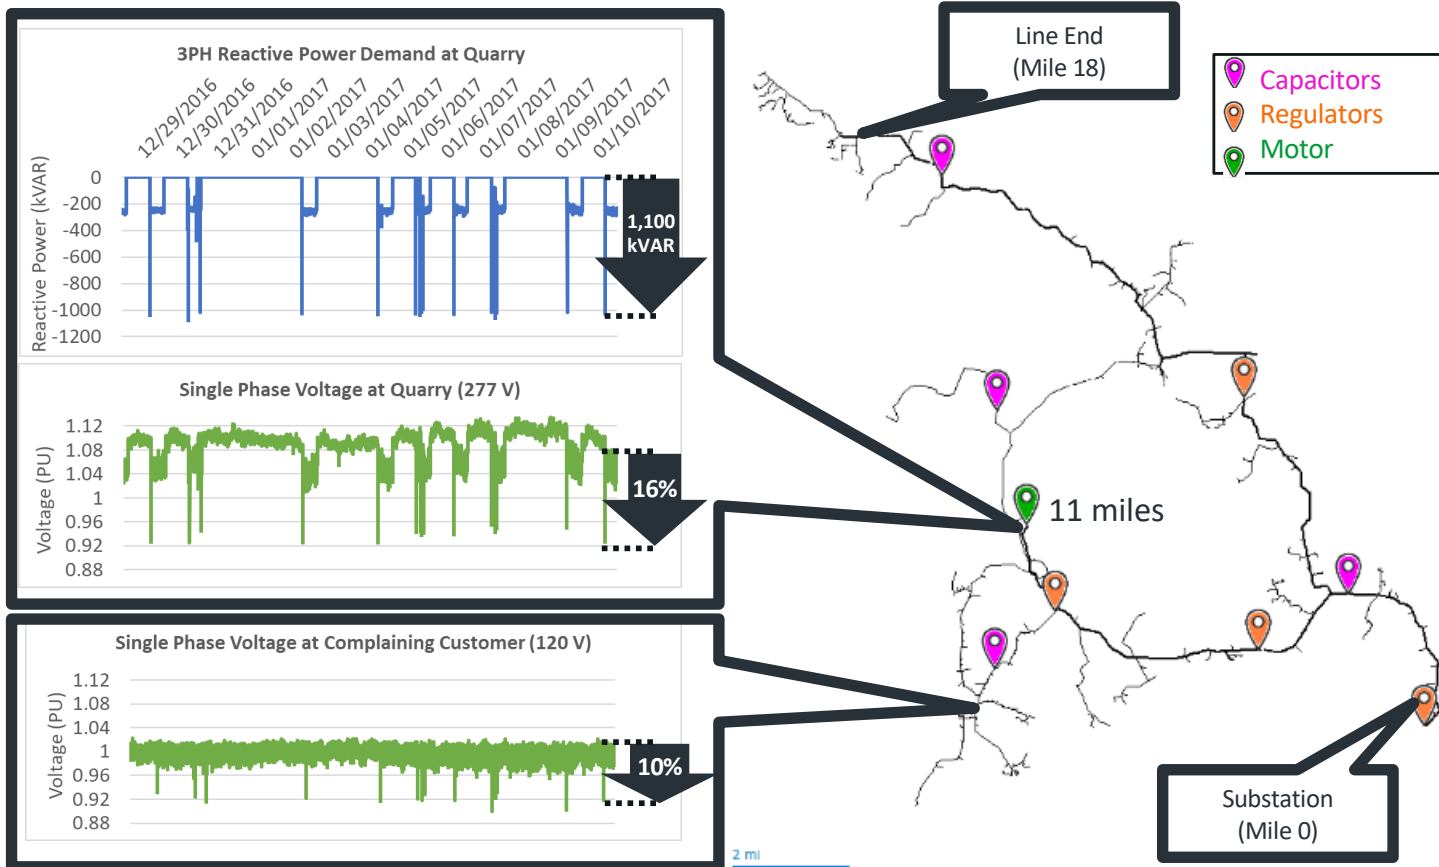 3PH Reactive Power Demand at Quarry
12/29/2016
12/30/2016
12/31/2016
01/01/2017
01/02/2017
01/03/2017
01/04/2017
01/05/2017
01/06/2017
01/07/2017
01/08/2017
01/09/2017
01/10/2017
Reactive Power (kVAR)
0
-200
-400
-600
-800
-1000
-1200
1,100
kVAR
Single Phase Voltage at Quarry (277 V)
Voltage (PU)
1.12
1.08
1.04
1
0.96
0.92
0.88
16%
Single Phase Voltage at Complaining Customer (120 V)
Voltage (PU)
1.12
1.08
1.04
1
0.96
0.92
0.88
10%
Line End
(Mile 18)
Capacitors
Regulators
Motor
11 miles
Substation
(Mile 0)
2 mi